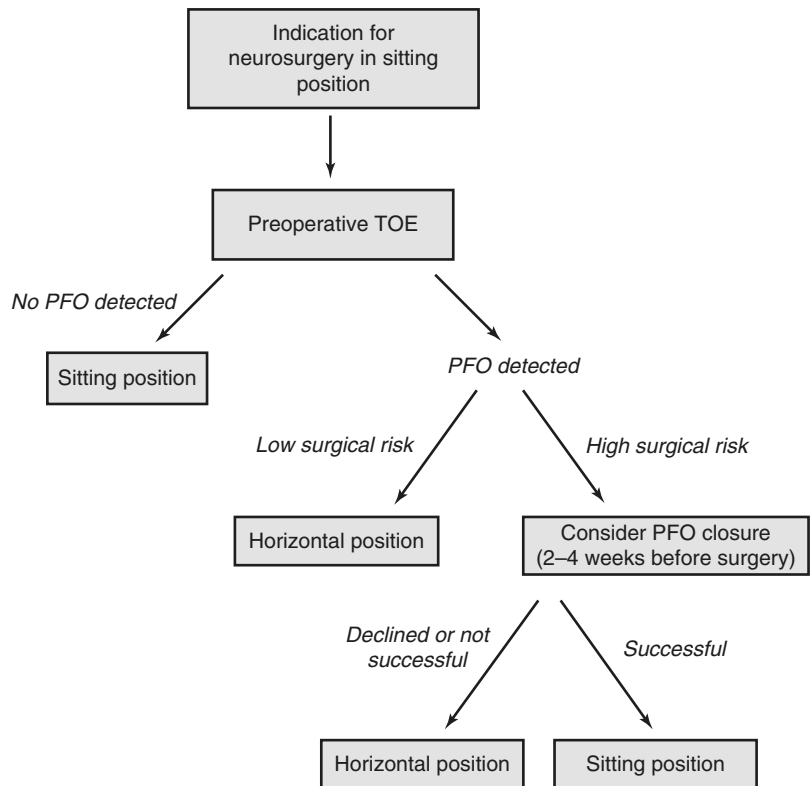 Indication for
neurosurgery in sitting
position
Preoperative TOE
No PFO detected
Sitting position
PFO detected
Low surgical risk
High surgical risk
Horizontal position
Consider PFO closure
(2–4 weeks before surgery)
Declined or not
successful
Successful
Horizontal position
Sitting position